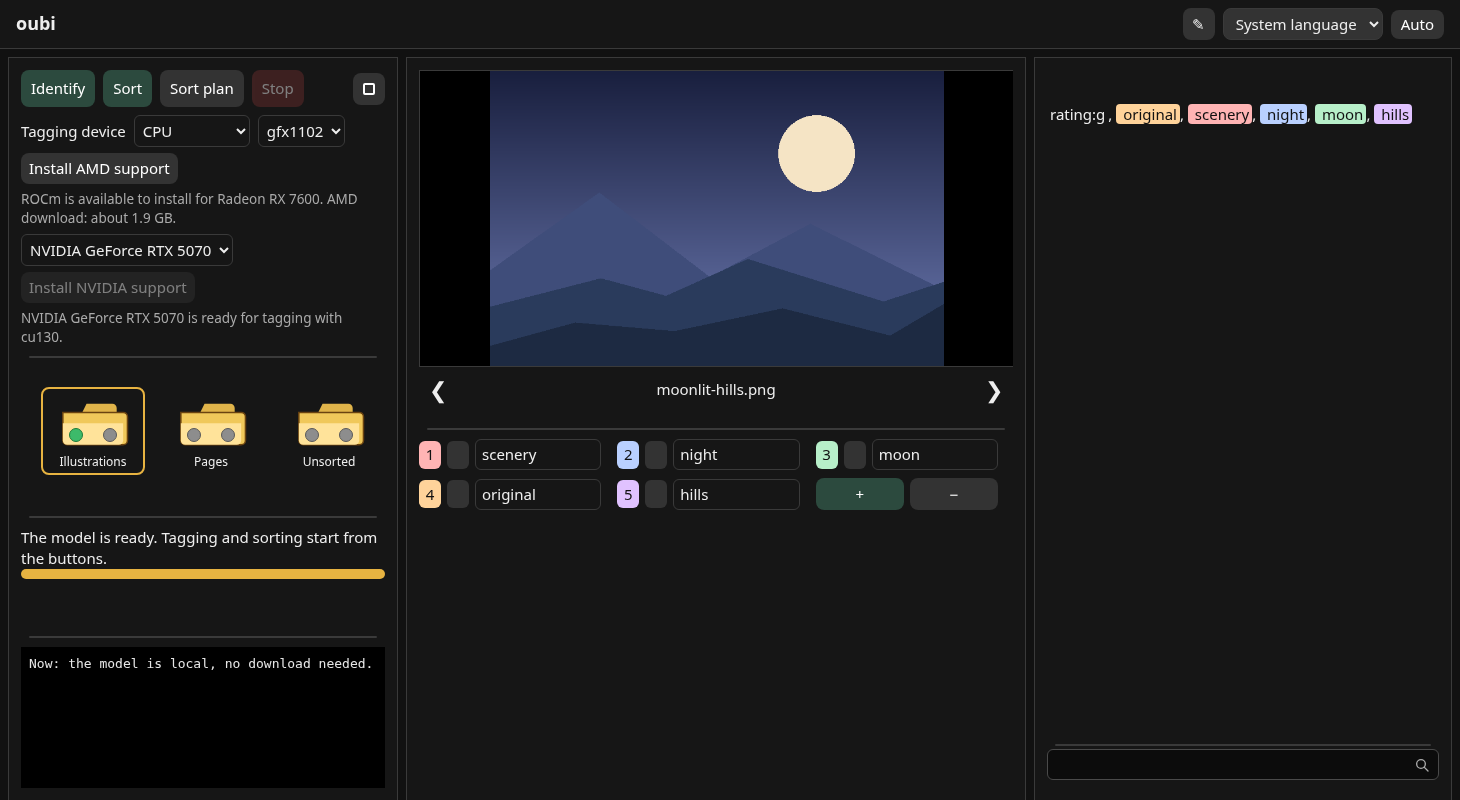 oubi
✎ System language Auto
Identify Sort Sort plan Stop
Tagging device CPU gfx1102
Install AMD support
ROCm is available to install for Radeon RX 7600. AMD
download: about 1.9 GB.
NVIDIA GeForce RTX 5070
Install NVIDIA support
NVIDIA GeForce RTX 5070 is ready for tagging with
cu130.
Illustrations Pages Unsorted
The model is ready. Tagging and sorting start from
the buttons.
Now: the model is local, no download needed.
❮ moonlit-hills.png ❯
1 scenery 2 night 3 moon
4 original 5 hills + −
rating:g , original, scenery, night, moon, hills